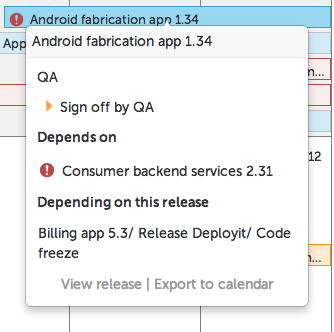 Android fabrication app 1.34
Android fabrication app 1.34
App
QA
Sign off by QA
m...
Depends on
Consumer backend services 2.31
12
Depending on this release
Billing app 5.3/ Release Deployit/ Code
freeze
m...
View release | Export to calendar